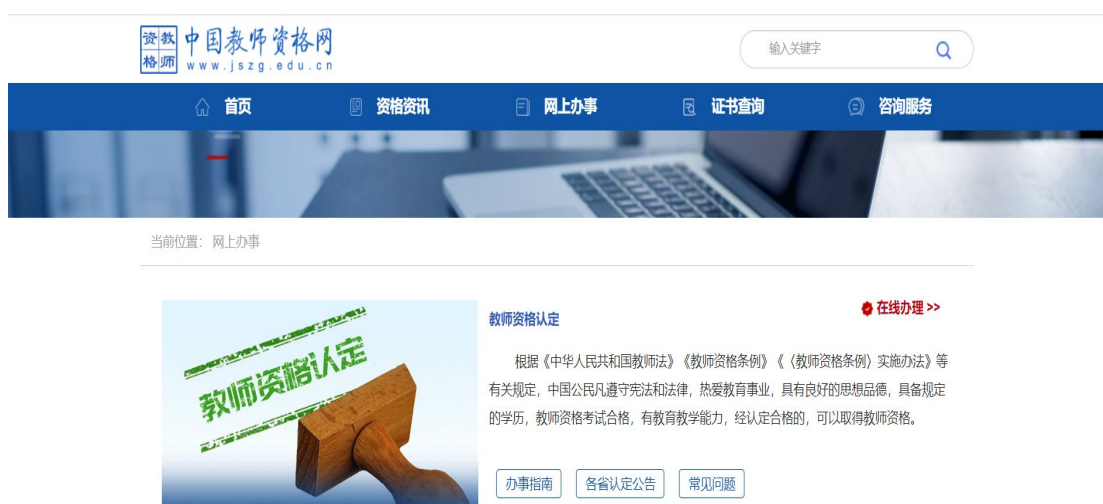 资教
格师
中国教师资格网
www.jszg.edu.cn
输入关键字
首页
资格资讯
网上办事
证书查询
咨询服务
当前位置： 网上办事
教师资格认定
教师资格认定
在线办理 >>
根据《中华人民共和国教师法》《教师资格条例》《〈教师资格条例〉实施办法》等
有关规定，中国公民凡遵守宪法和法律，热爱教育事业，具有良好的思想品德，具备规定
的学历，教师资格考试合格，有教育教学能力，经认定合格的，可以取得教师资格。
办事指南
各省认定公告
常见问题